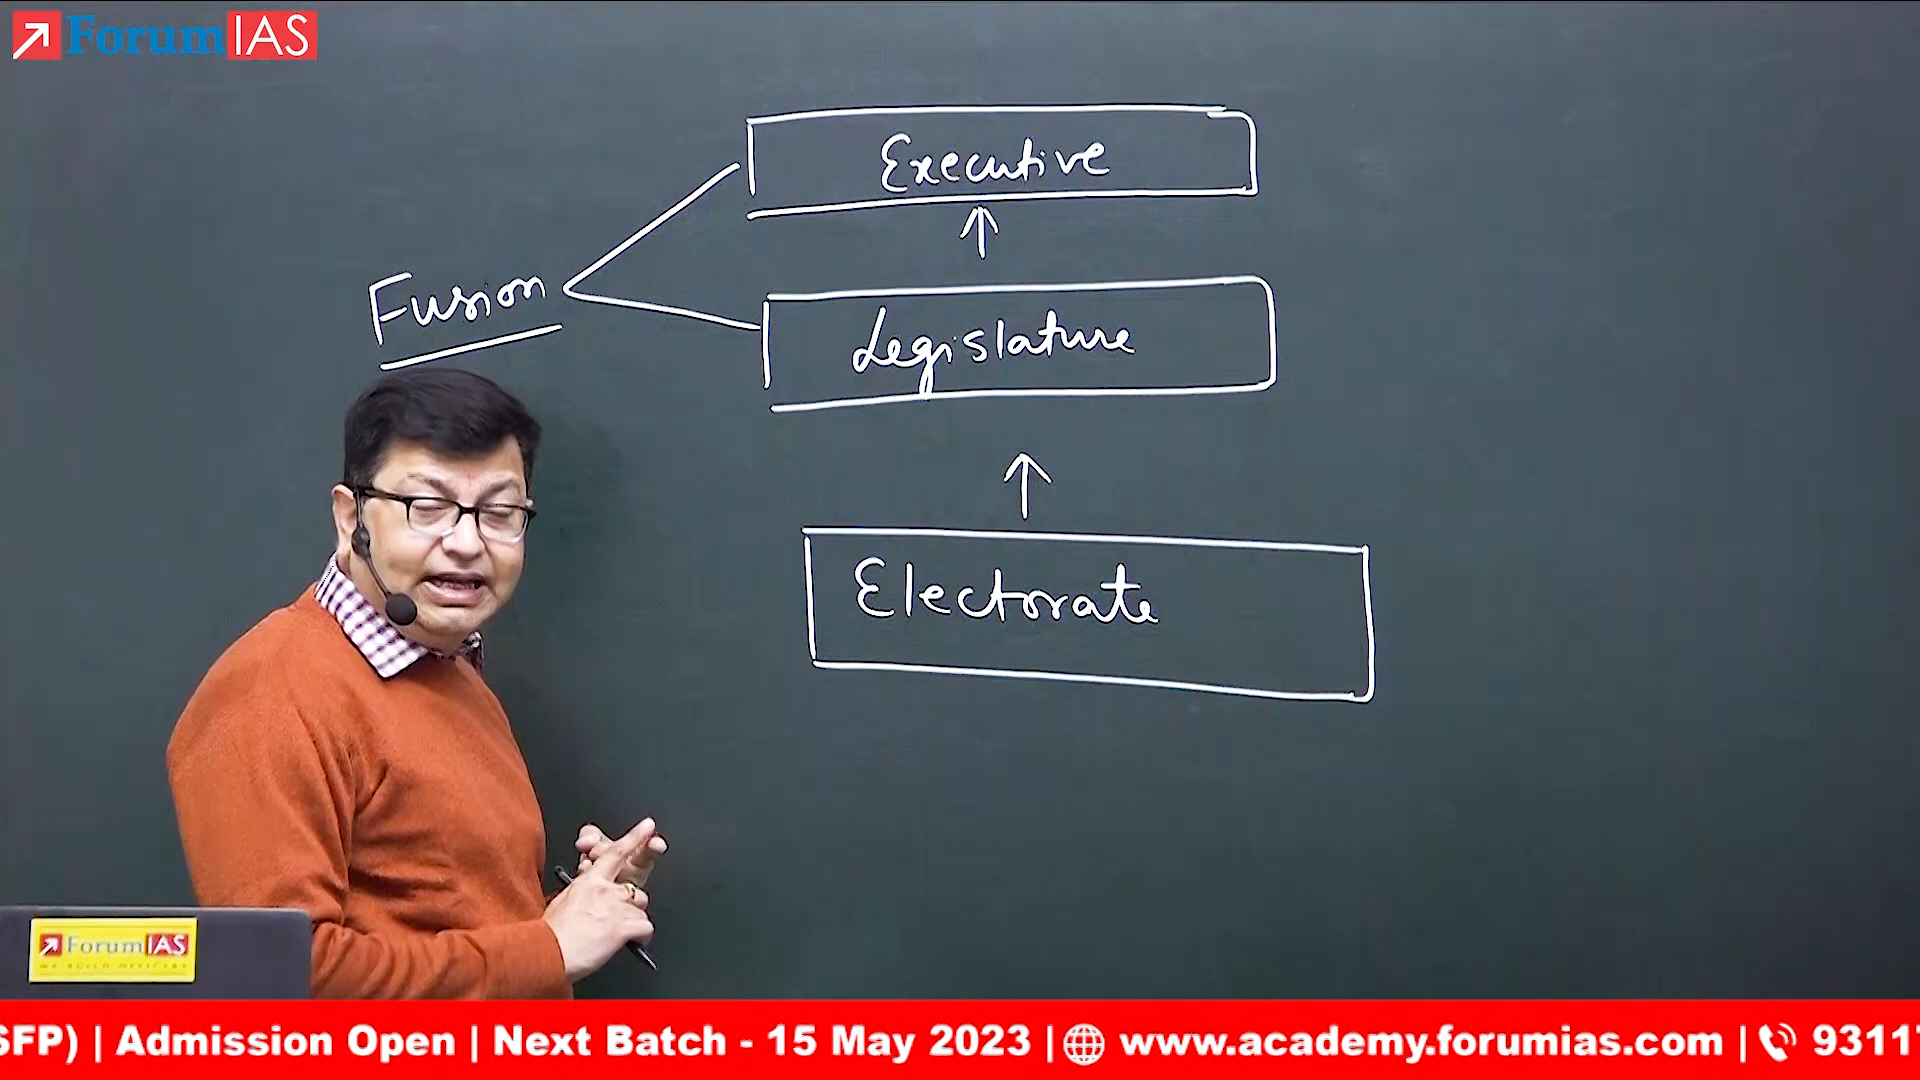 ForumIAS
Executive
Fusion
Legislature
Electorate
ForumIAS
SFP) | Admission Open | Next Batch - 15 May 2023 | www.academy.forumias.com | 9311